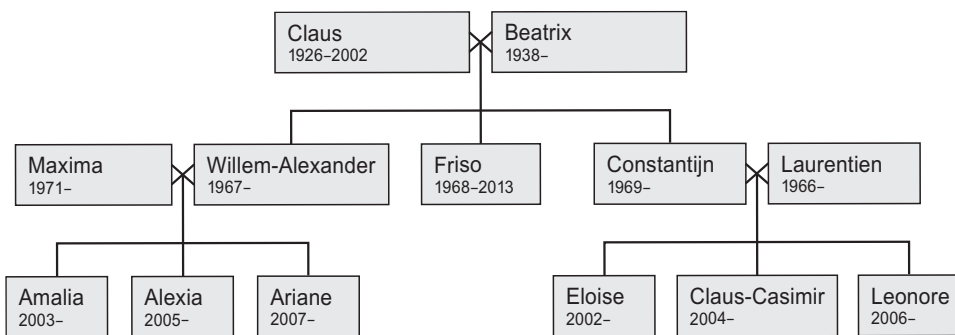 Claus
1926–2002
Beatrix
1938–
Maxima
1971–
Willem-Alexander
1967–
Friso
1968–2013
Constantijn
1969–
Laurentien
1966–
Amalia
2003–
Alexia
2005–
Ariane
2007–
Eloise
2002–
Claus-Casimir
2004–
Leonore
2006–